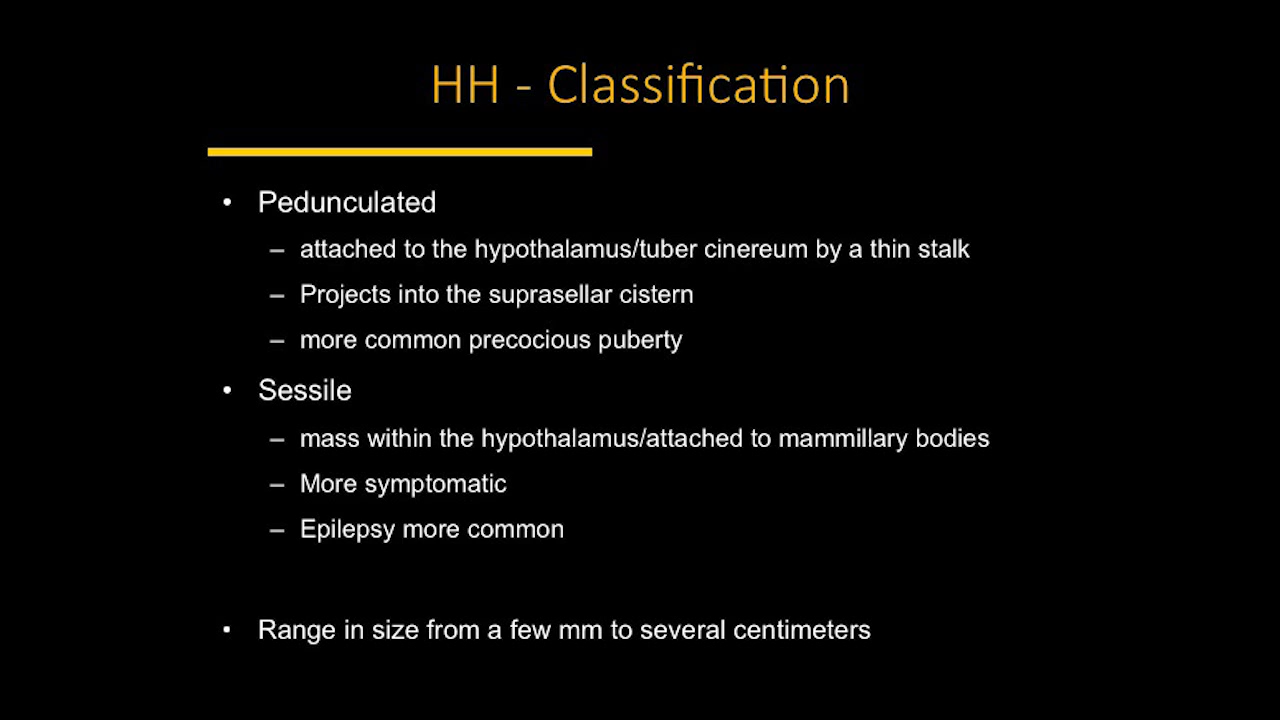 HH - Classification
• Pedunculated
– attached to the hypothalamus/tuber cinereum by a thin stalk
– Projects into the suprasellar cistern
– more common precocious puberty
• Sessile
– mass within the hypothalamus/attached to mammillary bodies
– More symptomatic
– Epilepsy more common
• Range in size from a few mm to several centimeters